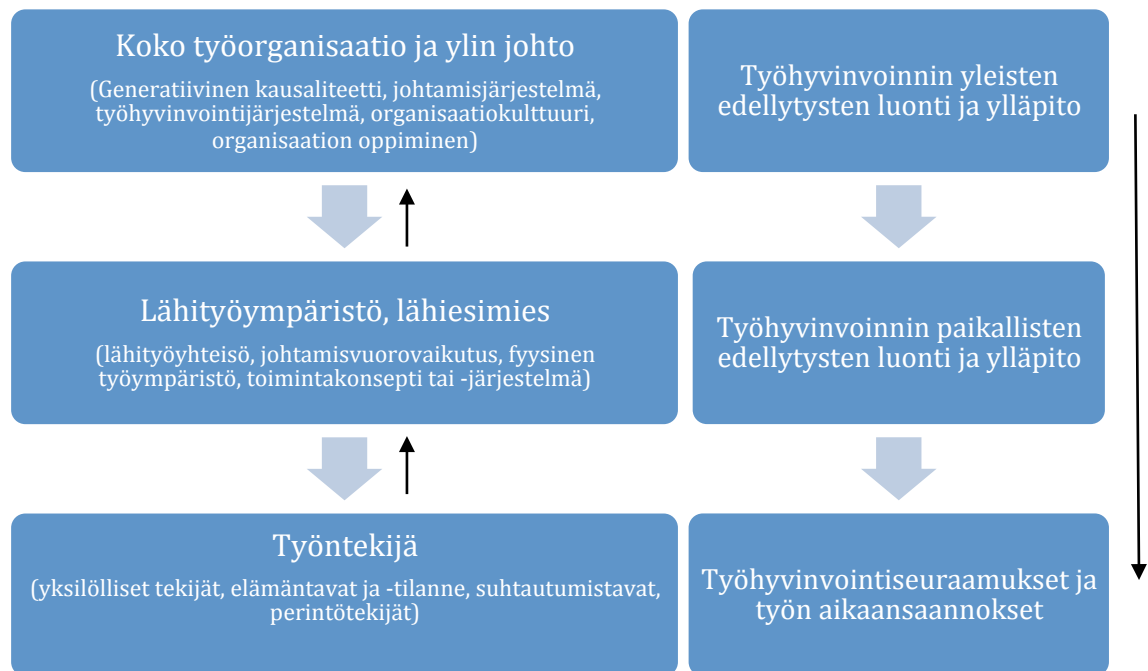 Koko työorganisaatio ja ylin johto
(Generatiivinen kausaliteetti, johtamisjärjestelmä,
työhyvinvointijärjestelmä, organisaatiokulttuuri,
organisaation oppiminen)
Työhyvinvoinnin yleisten
edellytysten luonti ja ylläpito
Lähityöympäristö, lähiesimies
(lähityöyhteisö, johtamisvuorovaikutus, fyysinen
työympäristö, toimintakonsepti tai -järjestelmä)
Työhyvinvoinnin paikallisten
edellytysten luonti ja ylläpito
Työntekijä
(yksilölliset tekijät, elämäntavat ja -tilanne, suhtautumistavat,
perintötekijät)
Työhyvinvointiseuraamukset ja
työn aikaansaannokset